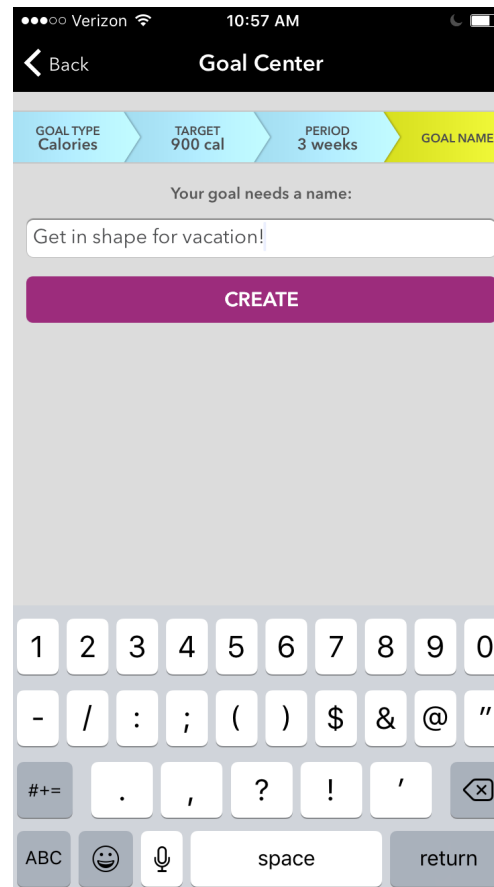 ●●●○○ Verizon 10:57 AM
Back Goal Center
GOAL TYPE TARGET PERIOD
Calories 900 cal 3 weeks GOAL NAME
Your goal needs a name:
Get in shape for vacation!
CREATE
1 2 3 4 5 6 7 8 9 0
- / : ; ( ) $ & @ "
#+= . , ? ! '
ABC space return